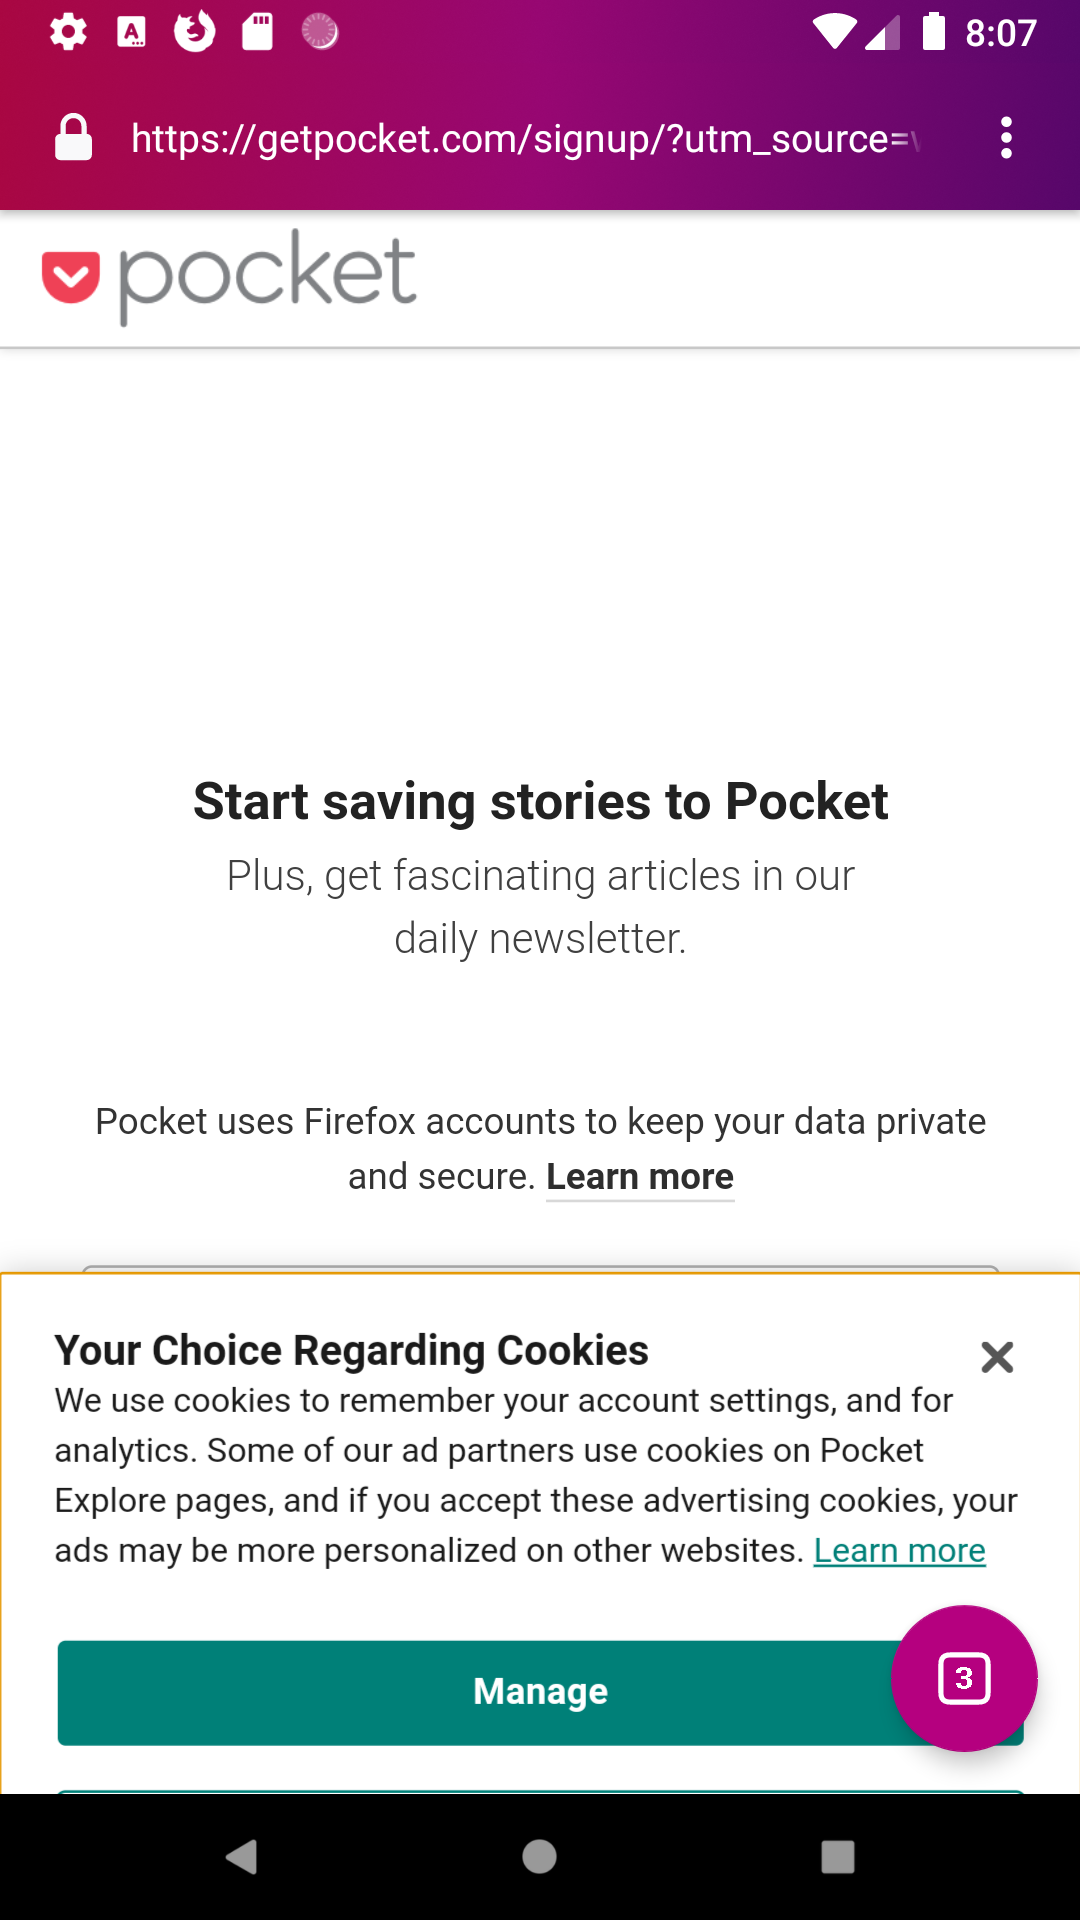 8:07
https://getpocket.com/signup/?utm_source=
pocket
Start saving stories to Pocket
Plus, get fascinating articles in our
daily newsletter.
Pocket uses Firefox accounts to keep your data private
and secure. Learn more
Your Choice Regarding Cookies
We use cookies to remember your account settings, and for
analytics. Some of our ad partners use cookies on Pocket
Explore pages, and if you accept these advertising cookies, your
ads may be more personalized on other websites. Learn more
Manage
3